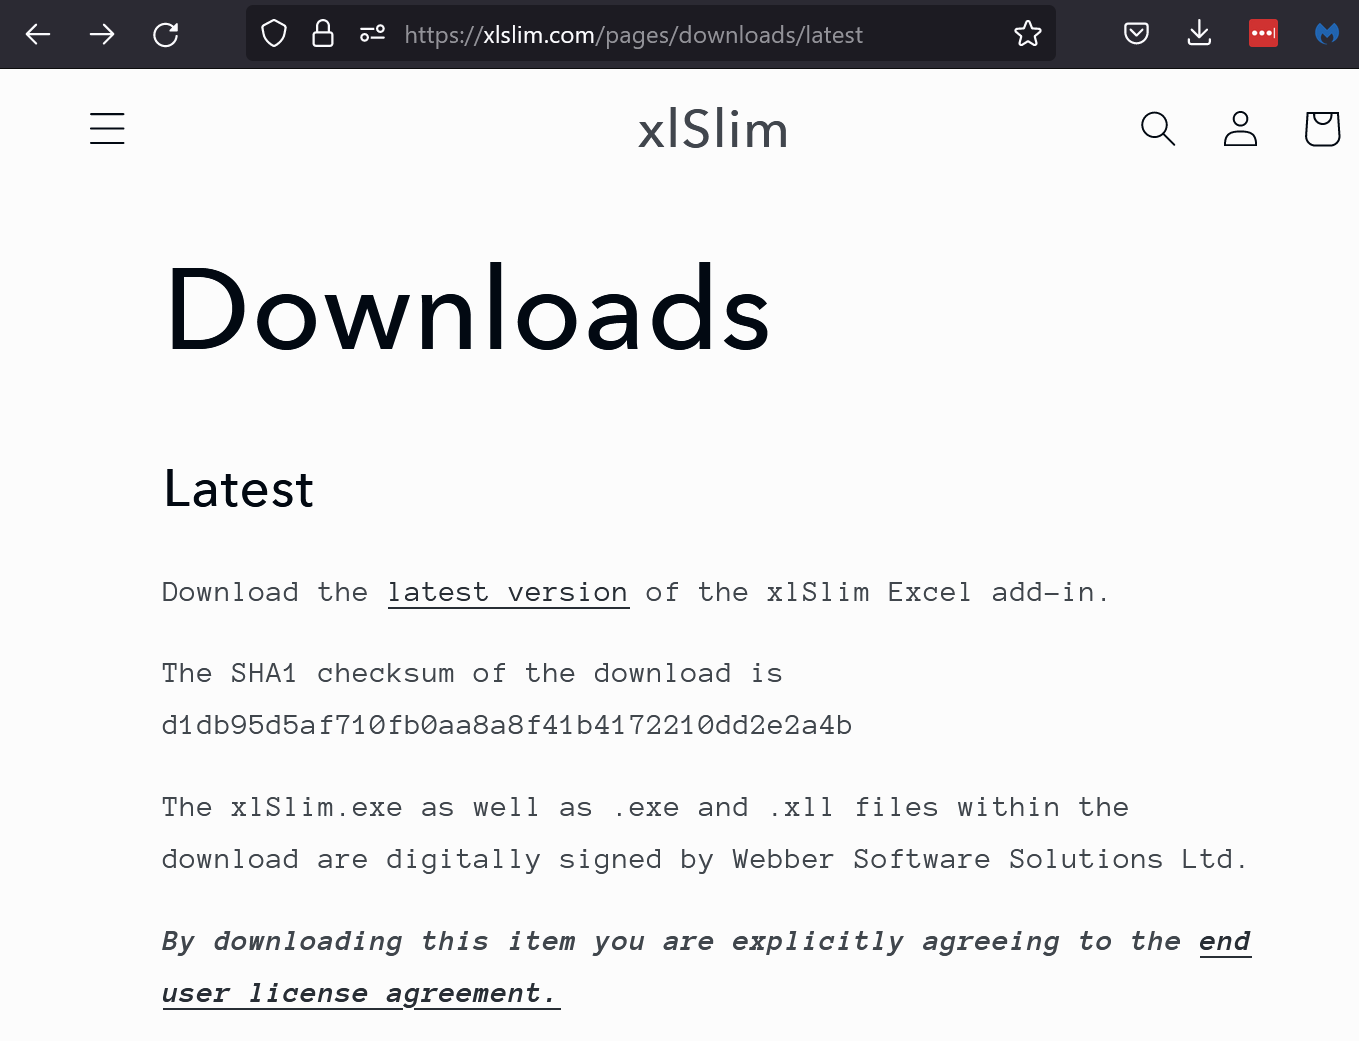 https://xlslim.com/pages/downloads/latest
xlSlim
Downloads
Latest
Download the latest version of the xlSlim Excel add-in.
The SHA1 checksum of the download is
d1db95d5af710fb0aa8a8f41b4172210dd2e2a4b
The xlSlim.exe as well as .exe and .xll files within the
download are digitally signed by Webber Software Solutions Ltd.
By downloading this item you are explicitly agreeing to the end
user license agreement.